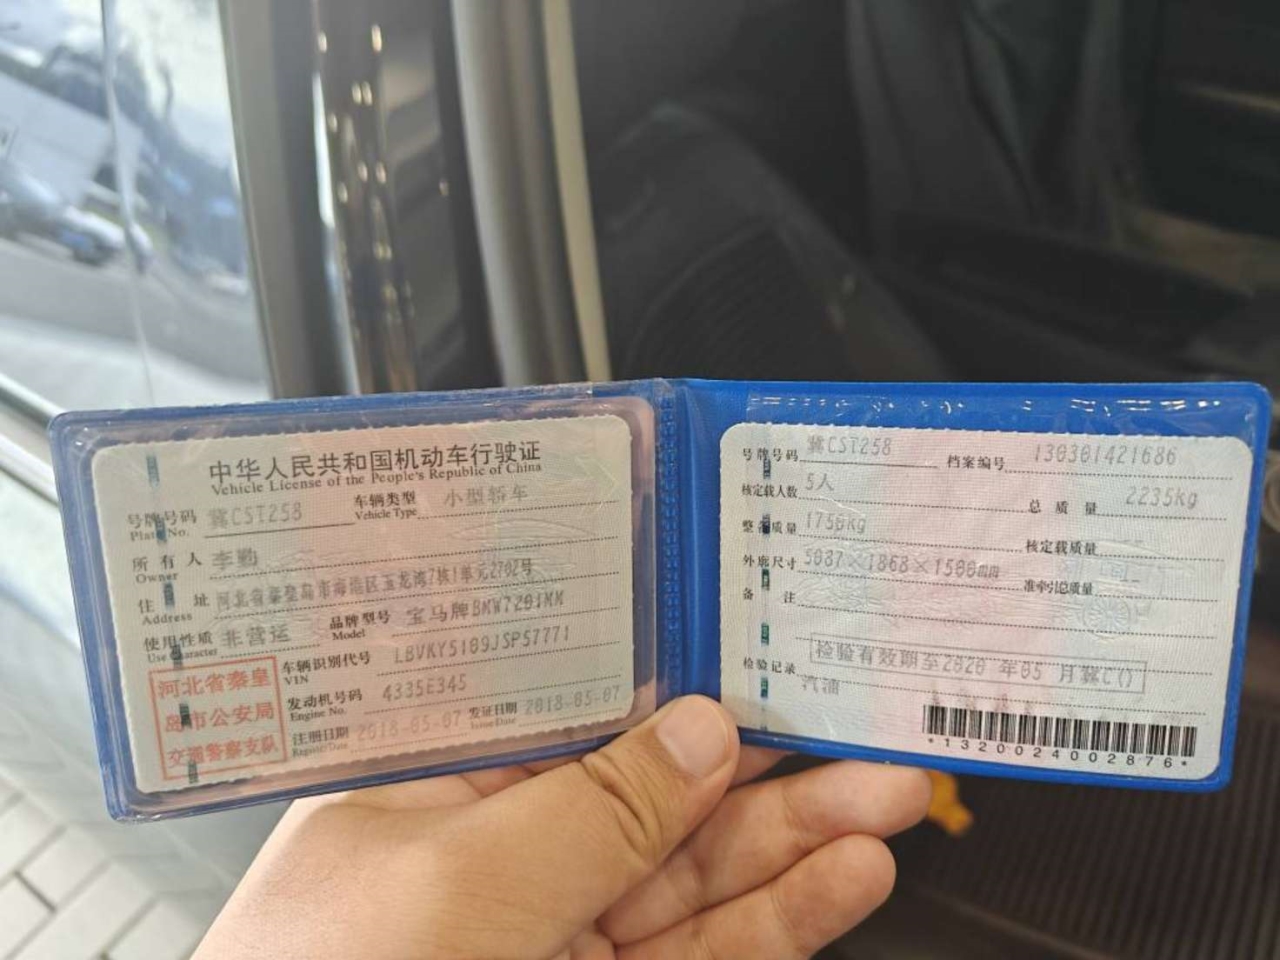 中华人民共和国机动车行驶证
Vehicle License of the People's Republic of China
号牌号码 冀C5T258 车辆类型 小型轿车
Plate No. Vehicle Type
所有人 李勤
Owner
住址 河北省秦皇岛市海港区玉龙湾7栋1单元2702号
Address
使用性质 非营运 品牌型号 宝马牌BMW7201KM
Use Character Model
河北省秦皇
岛市公安局
交通警察支队
车辆识别代号 LBVKY5109JSP57771
VIN
发动机号码 4335E345
Engine No.
注册日期 2018-05-07 发证日期 2018-05-07
Register Date Issue Date
号牌号码 冀C5T258 档案编号 130301421686
核定载人数 5人 总质量 2235kg
整备质量 1750kg 核定载质量 --
外廓尺寸 5087×1868×1500mm 准牵引总质量 --
备注
检验有效期至2020年05月冀C()
检验记录 汽油
*1320024002876*